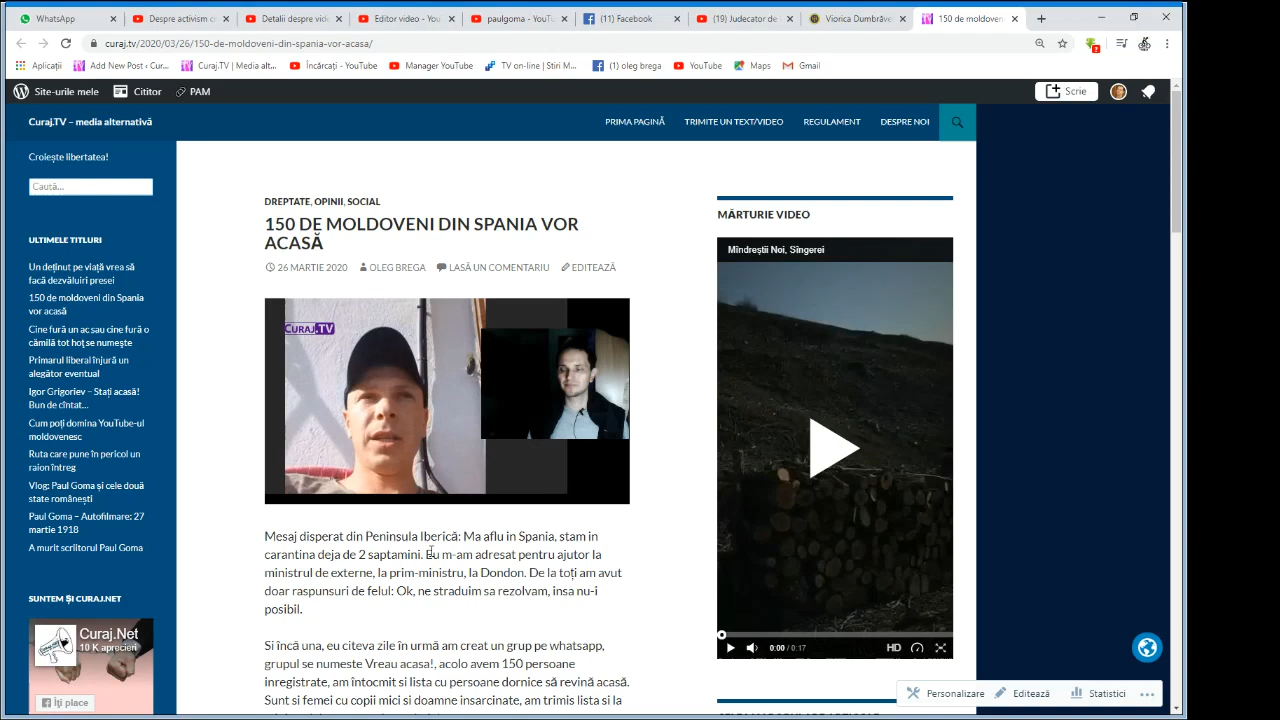 WhatsApp
Despre activism c
Detalii despre vide
Editor video - You
paulgoma - YouTu
(11) Facebook
(19) Judecator de
Viorica Dumbrăve
150 de moldoveni
curaj.tv/2020/03/26/150-de-moldoveni-din-spania-vor-acasa/
Aplicații
Add New Post ‹ Cur...
Curaj.TV | Media alt...
Încărcați - YouTube
Manager YouTube
TV on-line | Stiri M...
(1) oleg brega
YouTube
Maps
Gmail
Site-urile mele
Cititor
PAM
Scrie
Curaj.TV – media alternativă
PRIMA PAGINĂ
TRIMITE UN TEXT/VIDEO
REGULAMENT
DESPRE NOI
Croiește libertatea!
Caută...
ULTIMELE TITLURI
Un deținut pe viață vrea să
facă dezvăluiri presei
150 de moldoveni din Spania
vor acasă
Cine fură un ac sau cine fură o
cămilă tot hoț se numește
Primarul liberal înjură un
alegător eventual
Igor Grigoriev – Stați acasă!
Bun de cîntat...
Cum poți domina YouTube-ul
moldovenesc
Ruta care pune în pericol un
raion întreg
Vlog: Paul Goma și cele două
state românești
Paul Goma – Autofilmare: 27
martie 1918
A murit scriitorul Paul Goma
SUNTEM ȘI CURAJ.NET
Curaj.Net
10 K aprecieri
Îți place
DREPTATE, OPINII, SOCIAL
150 DE MOLDOVENI DIN SPANIA VOR
ACASĂ
26 MARTIE 2020
OLEG BREGA
LASĂ UN COMENTARIU
EDITEAZĂ
CURAJ.TV
Mesaj disperat din Peninsula Iberică: Ma aflu in Spania, stam in
carantina deja de 2 saptamini. Eu m-am adresat pentru ajutor la
ministrul de externe, la prim-ministru, la Dondon. De la toți am avut
doar raspunsuri de felul: Ok, ne straduim sa rezolvam, insa nu-i
posibil.
Si încă una, eu citeva zile în urmă am creat un grup pe whatsapp,
grupul se numeste Vreau acasa!, acolo avem 150 persoane
inregistrate, am întocmit si lista cu persoane dornice să revină acasă.
Sunt si femei cu copii mici si doamne insarcinate, am trimis lista si la
MĂRTURIE VIDEO
Mîndreștii Noi, Sîngerei
0:00 / 0:17
HD
Personalizare
Editează
Statistici